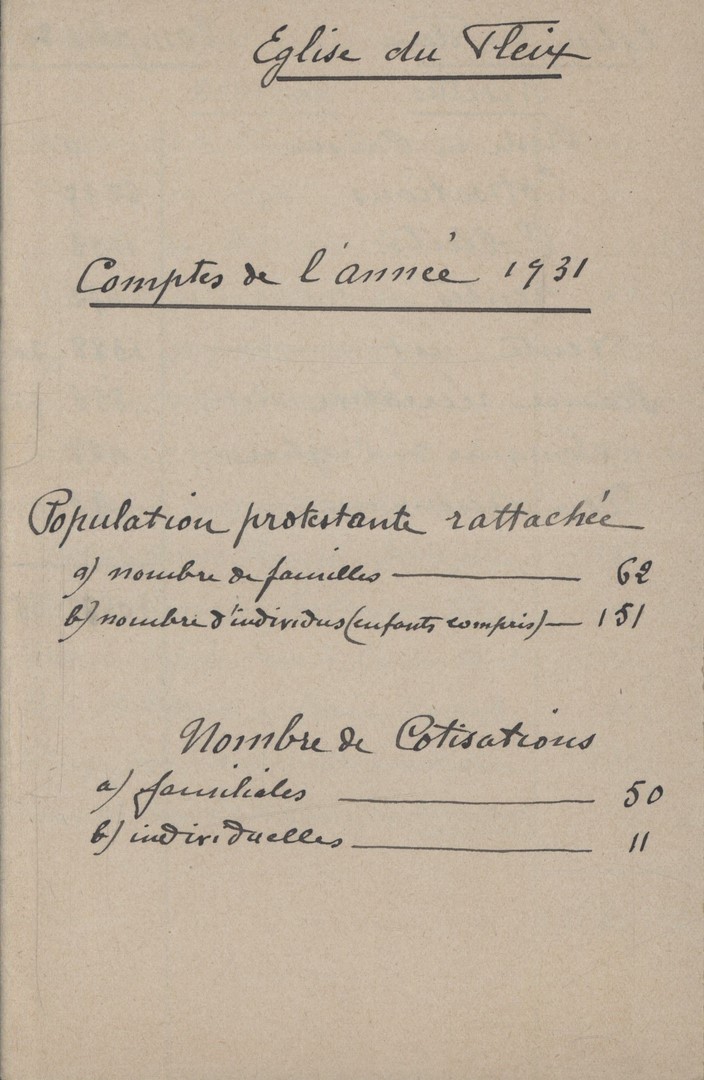 Eglise du Fleix
Comptes de l'année 1931
Population protestante rattachée
a) nombre de familles — 62
b) nombre d'individus (enfants compris) — 151
Nombre de Cotisations
a) familiales — 50
b) individuelles — 11